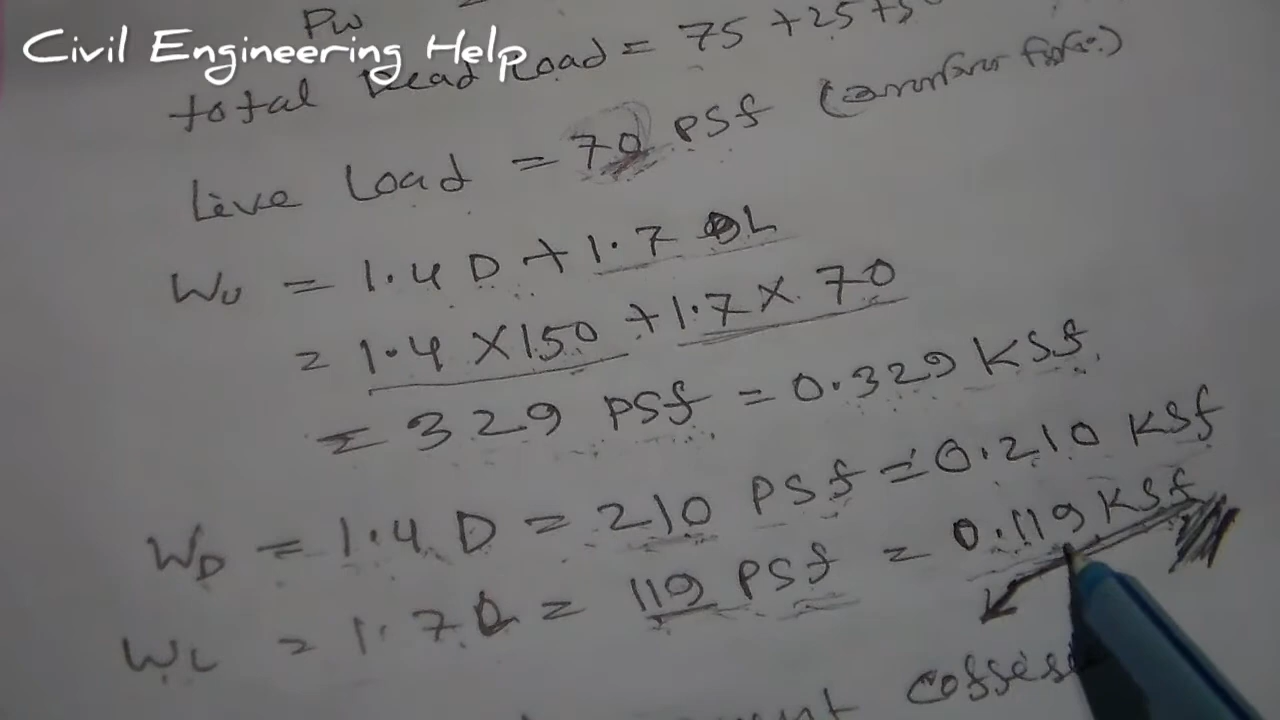 Civil Engineering Help
PW
total Dead Load = 75 + 25 + 5
Live Load = 70 psf
Wu = 1.4 D + 1.7 L
= 1.4 × 150 + 1.7 × 70
= 329 psf = 0.329 ksf.
WD = 1.4 D = 210 psf = 0.210 ksf
WL = 1.7 L = 119 psf = 0.119 ksf